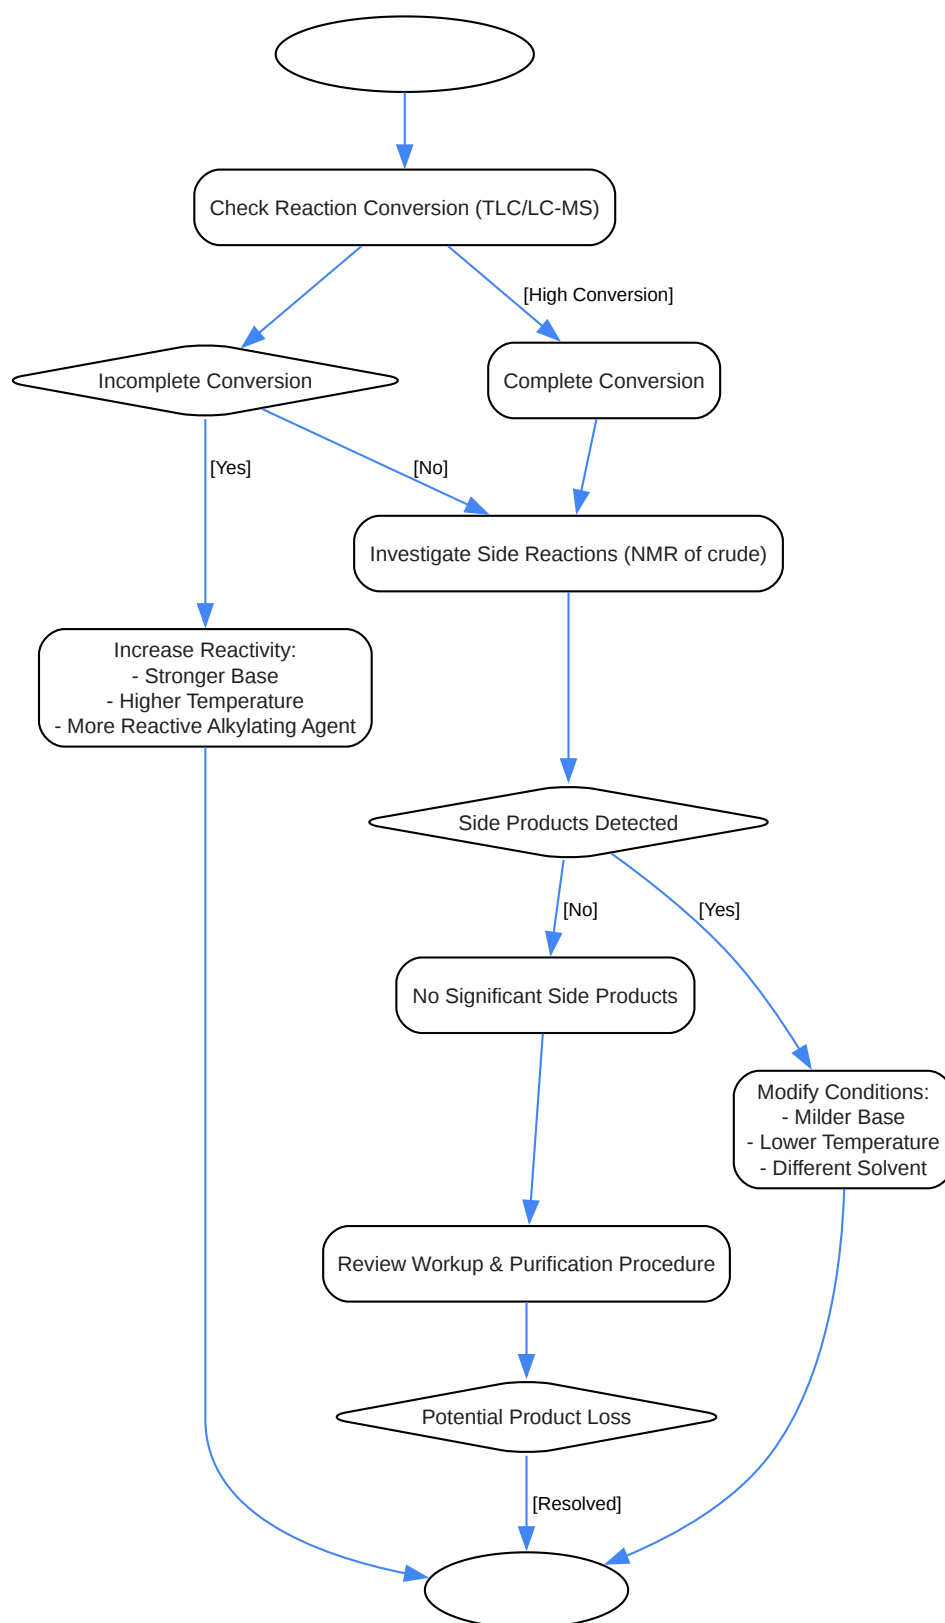 Check Reaction Conversion (TLC/LC-MS)
[High Conversion]
Incomplete Conversion
Complete Conversion
[Yes]
[No]
Investigate Side Reactions (NMR of crude)
Increase Reactivity:
- Stronger Base
- Higher Temperature
- More Reactive Alkylating Agent
Side Products Detected
[No]
[Yes]
No Significant Side Products
Modify Conditions:
- Milder Base
- Lower Temperature
- Different Solvent
Review Workup & Purification Procedure
Potential Product Loss
[Resolved]